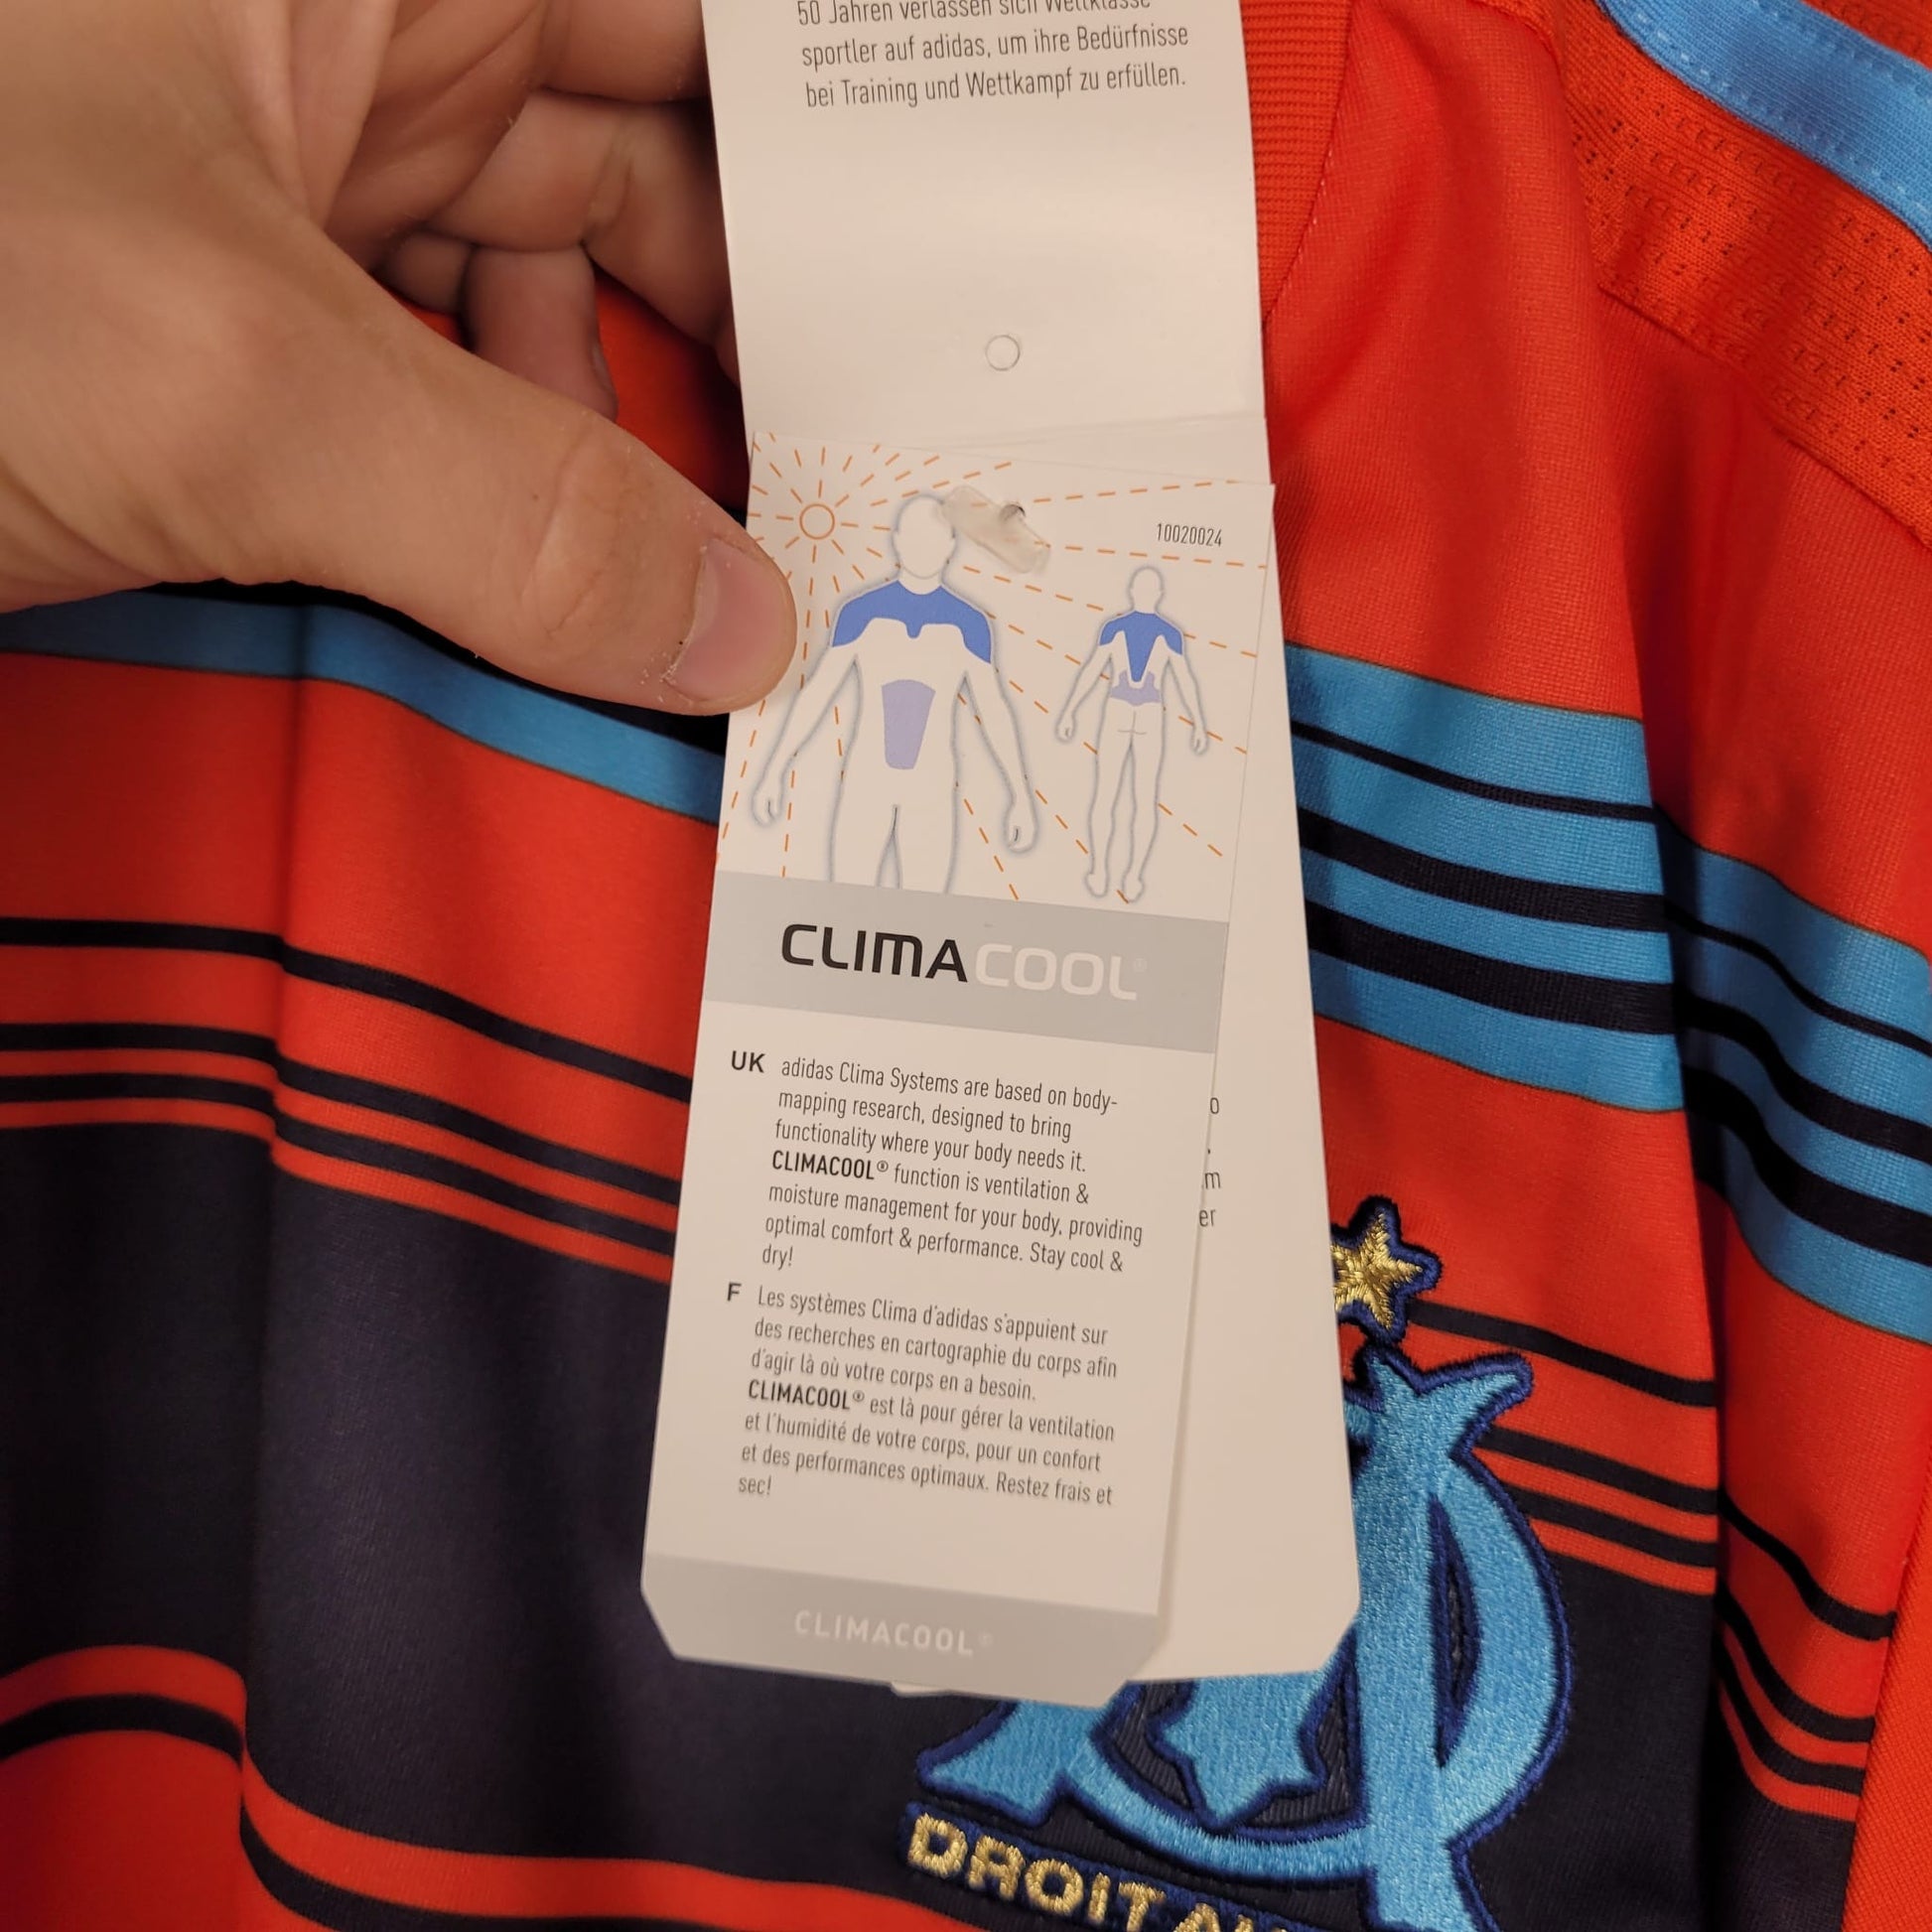 50 Jahren verlassen sich Weltklasse
sportler auf adidas, um ihre Bedürfnisse
bei Training und Wettkampf zu erfüllen.
10020024
CLIMACOOL®
UK adidas Clima Systems are based on body-
mapping research, designed to bring
functionality where your body needs it.
CLIMACOOL® function is ventilation &
moisture management for your body, providing
optimal comfort & performance. Stay cool &
dry!
F Les systèmes Clima d'adidas s'appuient sur
des recherches en cartographie du corps afin
d'agir là où votre corps en a besoin.
CLIMACOOL® est là pour gérer la ventilation
et l'humidité de votre corps, pour un confort
et des performances optimaux. Restez frais et
sec!
CLIMACOOL®
o
.
m
er
DROIT AU